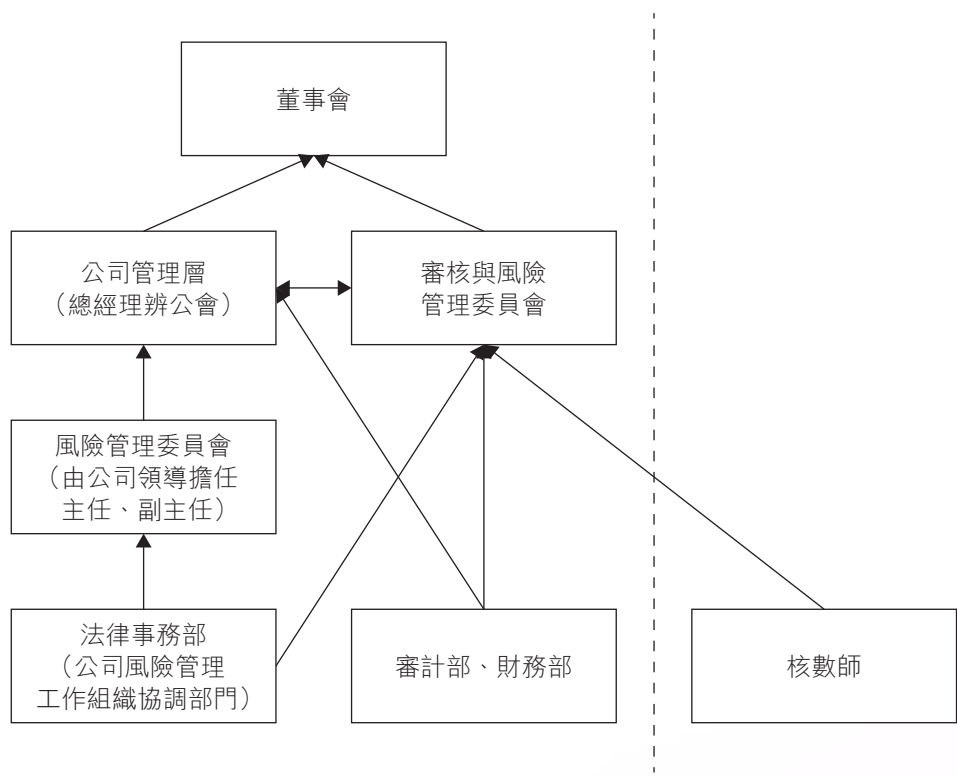 董事會
公司管理層
（總經理辨公會）
審核與風險
管理委員會
風險管理委員會
（由公司領導擔任
主任、副主任）
法律事務部
（公司風險管理
工作組織協調部門）
審計部、財務部
核數師